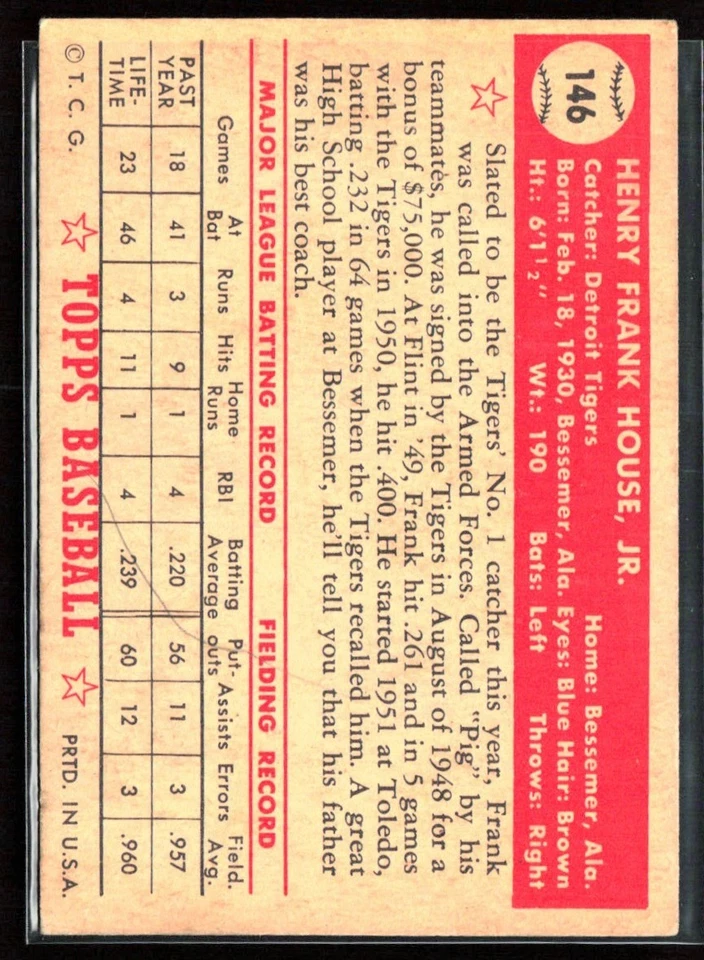 146
HENRY FRANK HOUSE, JR.
Catcher: Detroit Tigers Home: Bessemer, Ala.
Born: Feb. 18, 1930, Bessemer, Ala. Eyes: Blue Hair: Brown
Ht.: 6'1½" Wt.: 190 Bats: Left Throws: Right
Slated to be the Tigers' No. 1 catcher this year, Frank
was called into the Armed Forces. Called "Pig" by his
teammates, he was signed by the Tigers in August of 1948 for a
bonus of $75,000. At Flint in '49, Frank hit .261 and in 5 games
with the Tigers in 1950, he hit .400. He started 1951 at Toledo,
batting .232 in 64 games when the Tigers recalled him. A great
High School player at Bessemer, he'll tell you that his father
was his best coach.
MAJOR LEAGUE BATTING RECORD FIELDING RECORD
Games At Bat Runs Hits Home Runs RBI Batting Average Put-outs Assists Errors Field. Avg.
PAST YEAR 18 41 3 9 1 4 .220 56 11 3 .957
LIFE-TIME 23 46 4 11 1 4 .239 60 12 3 .960
© T. C. G. TOPPS BASEBALL PRTD. IN U.S.A.